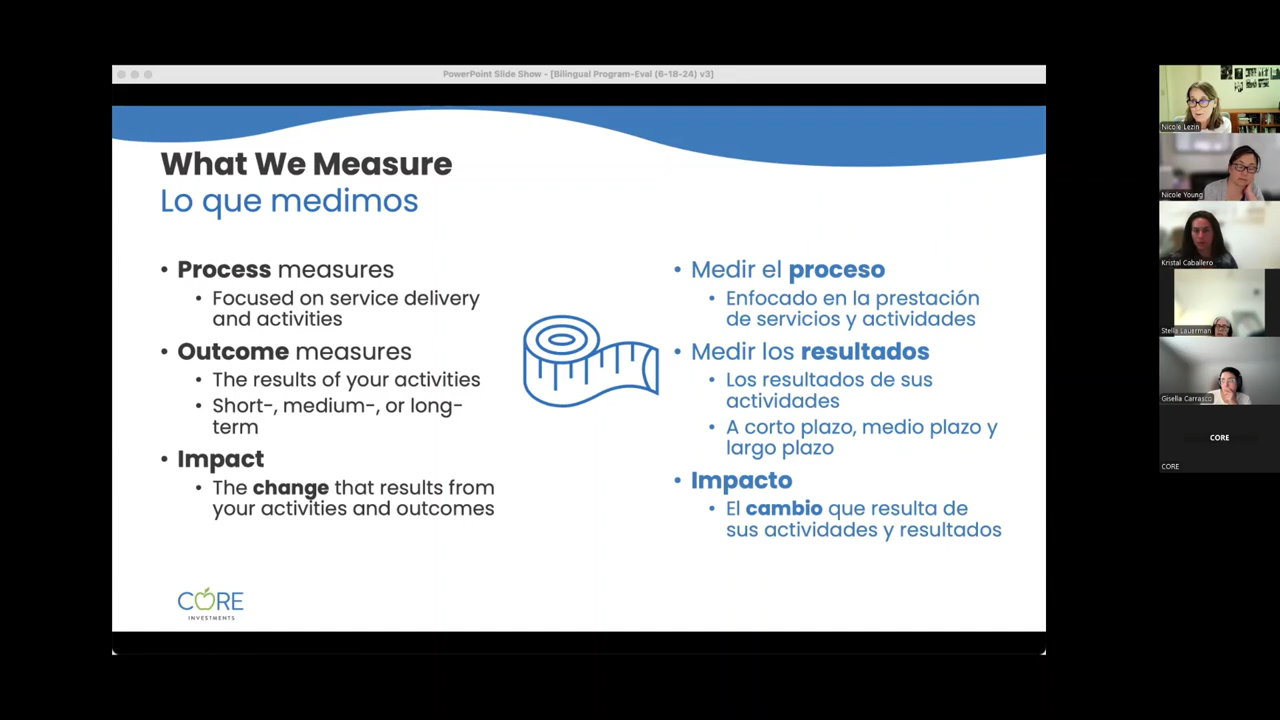 PowerPoint Slide Show - [Bilingual Program-Eval (6-18-24) v3]
What We Measure
Lo que medimos
• Process measures
• Focused on service delivery
and activities
• Outcome measures
• The results of your activities
• Short-, medium-, or long-
term
• Impact
• The change that results from
your activities and outcomes
• Medir el proceso
• Enfocado en la prestación
de servicios y actividades
• Medir los resultados
• Los resultados de sus
actividades
• A corto plazo, medio plazo y
largo plazo
• Impacto
• El cambio que resulta de
sus actividades y resultados
CORE
INVESTMENTS
Nicole Lezin
Nicole Young
Kristal Caballero
Stella Lauerman
Gisella Carrasco
CORE
CORE